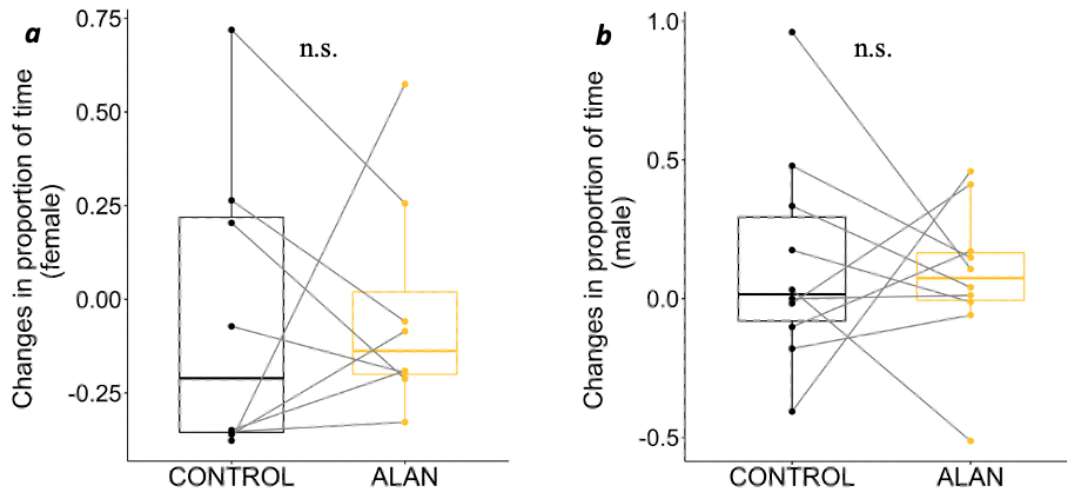 a
n.s.
Changes in proportion of time
(female)
0.75
0.50
0.25
0.00
-0.25
CONTROL
ALAN
b
n.s.
Changes in proportion of time
(male)
1.0
0.5
0.0
-0.5
CONTROL
ALAN